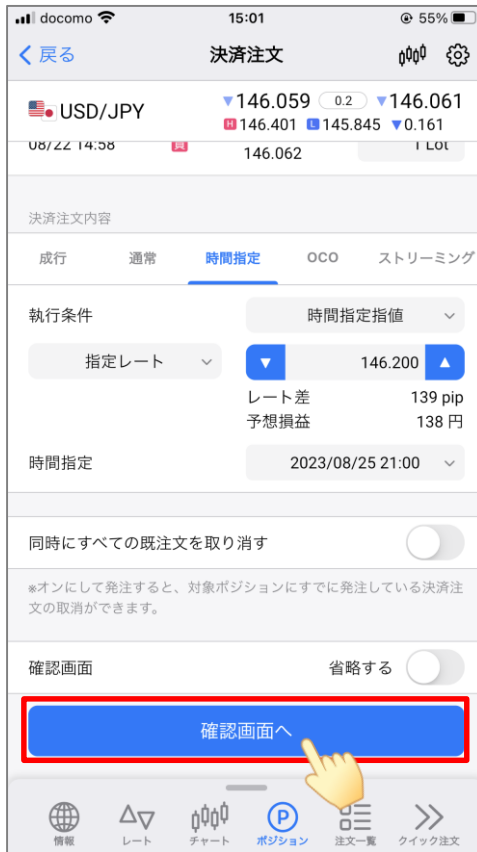 docomo 15:01 55%
戻る 決済注文
USD/JPY ▼146.059 0.2 ▼146.061
H 146.401 L 145.845 ▼0.161
08/22 14:58 買 146.062 1 Lot
決済注文内容
成行 通常 時間指定 OCO ストリーミング
執行条件 時間指定指値
指定レート ▼ 146.200 ▲
レート差 139 pip
予想損益 138 円
時間指定 2023/08/25 21:00
同時にすべての既注文を取り消す
※オンにして発注すると、対象ポジションにすでに発注している決済注
文の取消ができます。
確認画面 省略する
確認画面へ
P
情報 レート チャート ポジション 注文一覧 クイック注文